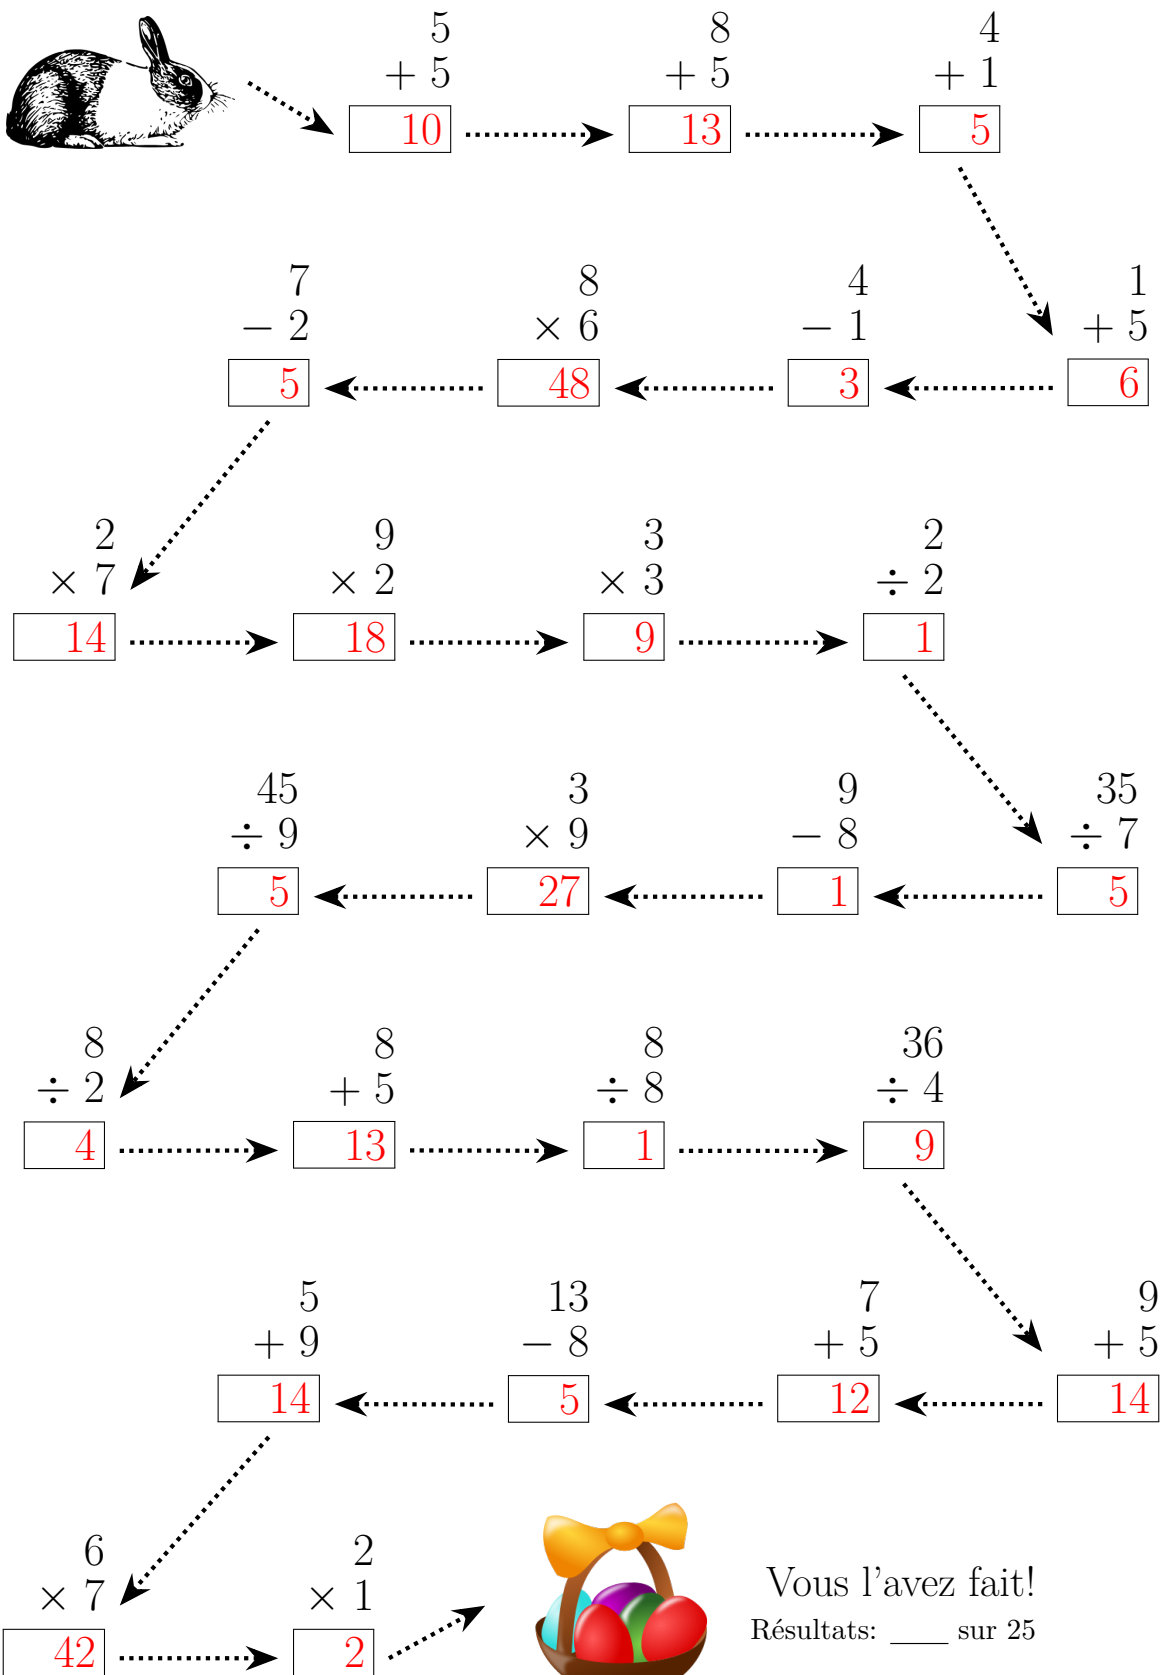 5 8 4
+ 5 + 5 + 1
10 13 5
7 8 4 1
− 2 × 6 − 1 + 5
5 48 3 6
2 9 3 2
× 7 × 2 × 3 ÷ 2
14 18 9 1
45 3 9 35
÷ 9 × 9 − 8 ÷ 7
5 27 1 5
8 8 8 36
÷ 2 + 5 ÷ 8 ÷ 4
4 13 1 9
5 13 7 9
+ 9 − 8 + 5 + 5
14 5 12 14
6 2
× 7 × 1
42 2
Vous l'avez fait!
Résultats: ____ sur 25